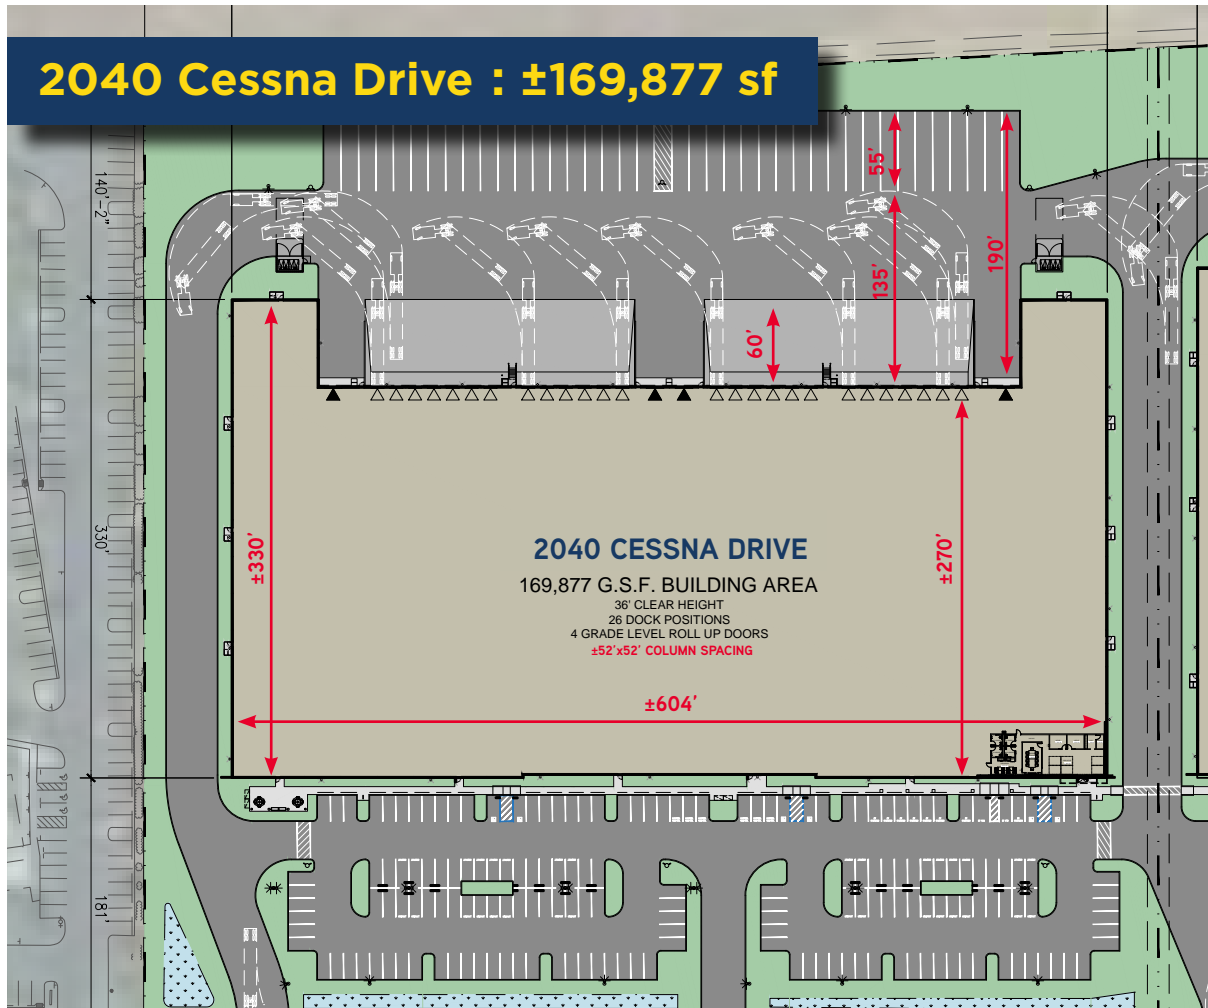 2040 Cessna Drive : ±169,877 sf
140'-2"
55'
135'
190'
60'
330'
±330'
±270'
2040 CESSNA DRIVE
169,877 G.S.F. BUILDING AREA
36' CLEAR HEIGHT
26 DOCK POSITIONS
4 GRADE LEVEL ROLL UP DOORS
±52'x52' COLUMN SPACING
±604'
181'